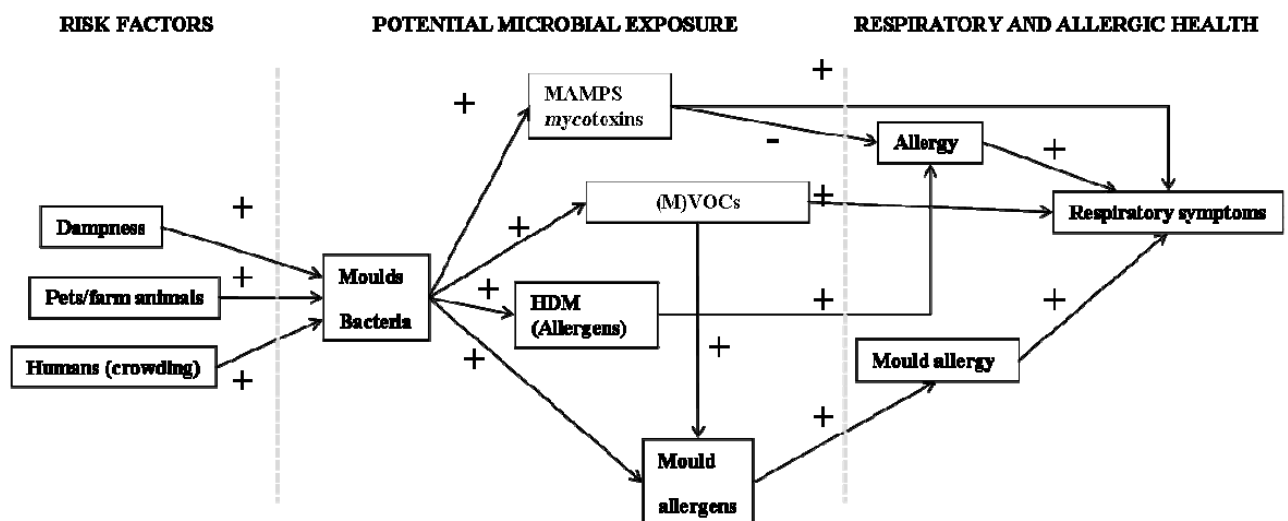 RISK FACTORS
POTENTIAL MICROBIAL EXPOSURE
RESPIRATORY AND ALLERGIC HEALTH
+
+
MAMPS
mycotoxins
-
Allergy
+
+
Dampness
+
(M)VOCs
+
Respiratory symptoms
+
Pets/farm animals
Moulds
Bacteria
+
HDM
(Allergens)
+
+
Humans (crowding)
+
+
+
Mould allergy
+
Mould
allergens